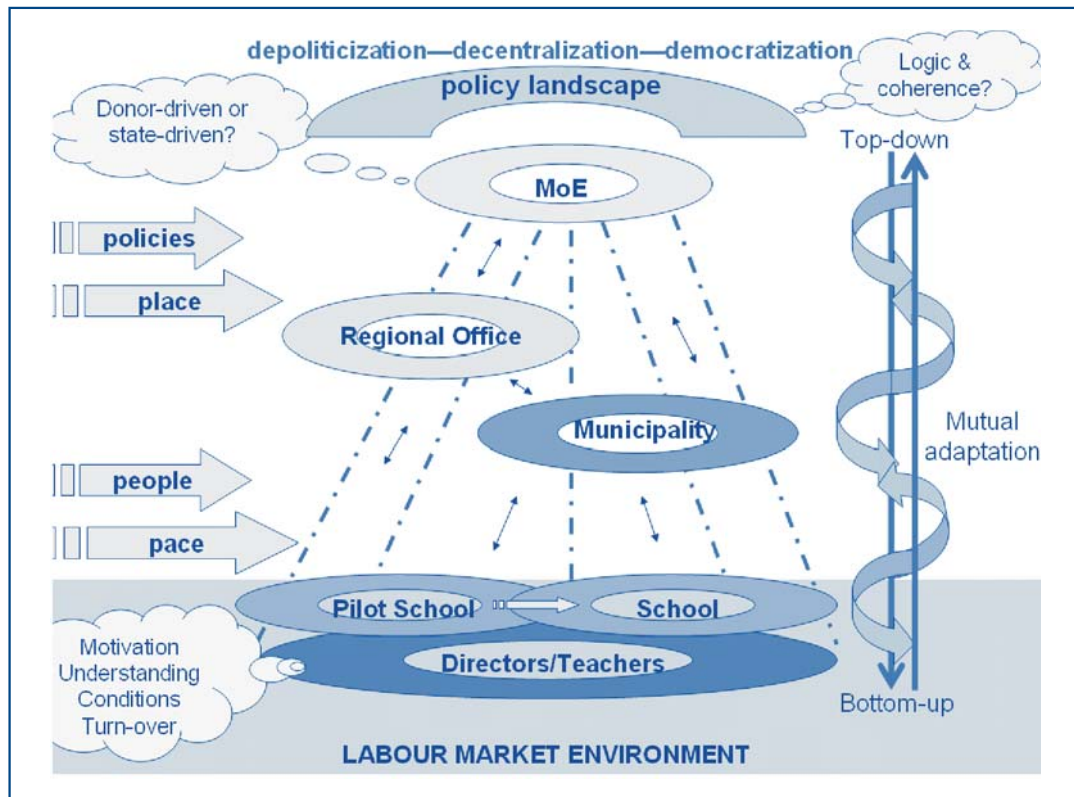 depoliticization—decentralization—democratization
policy landscape
Logic &
coherence?
Donor-driven or
state-driven?
Top-down
MoE
policies
place
Regional Office
Municipality
Mutual
adaptation
people
pace
Pilot School
School
Motivation
Understanding
Conditions
Turn-over
Directors/Teachers
Bottom-up
LABOUR MARKET ENVIRONMENT